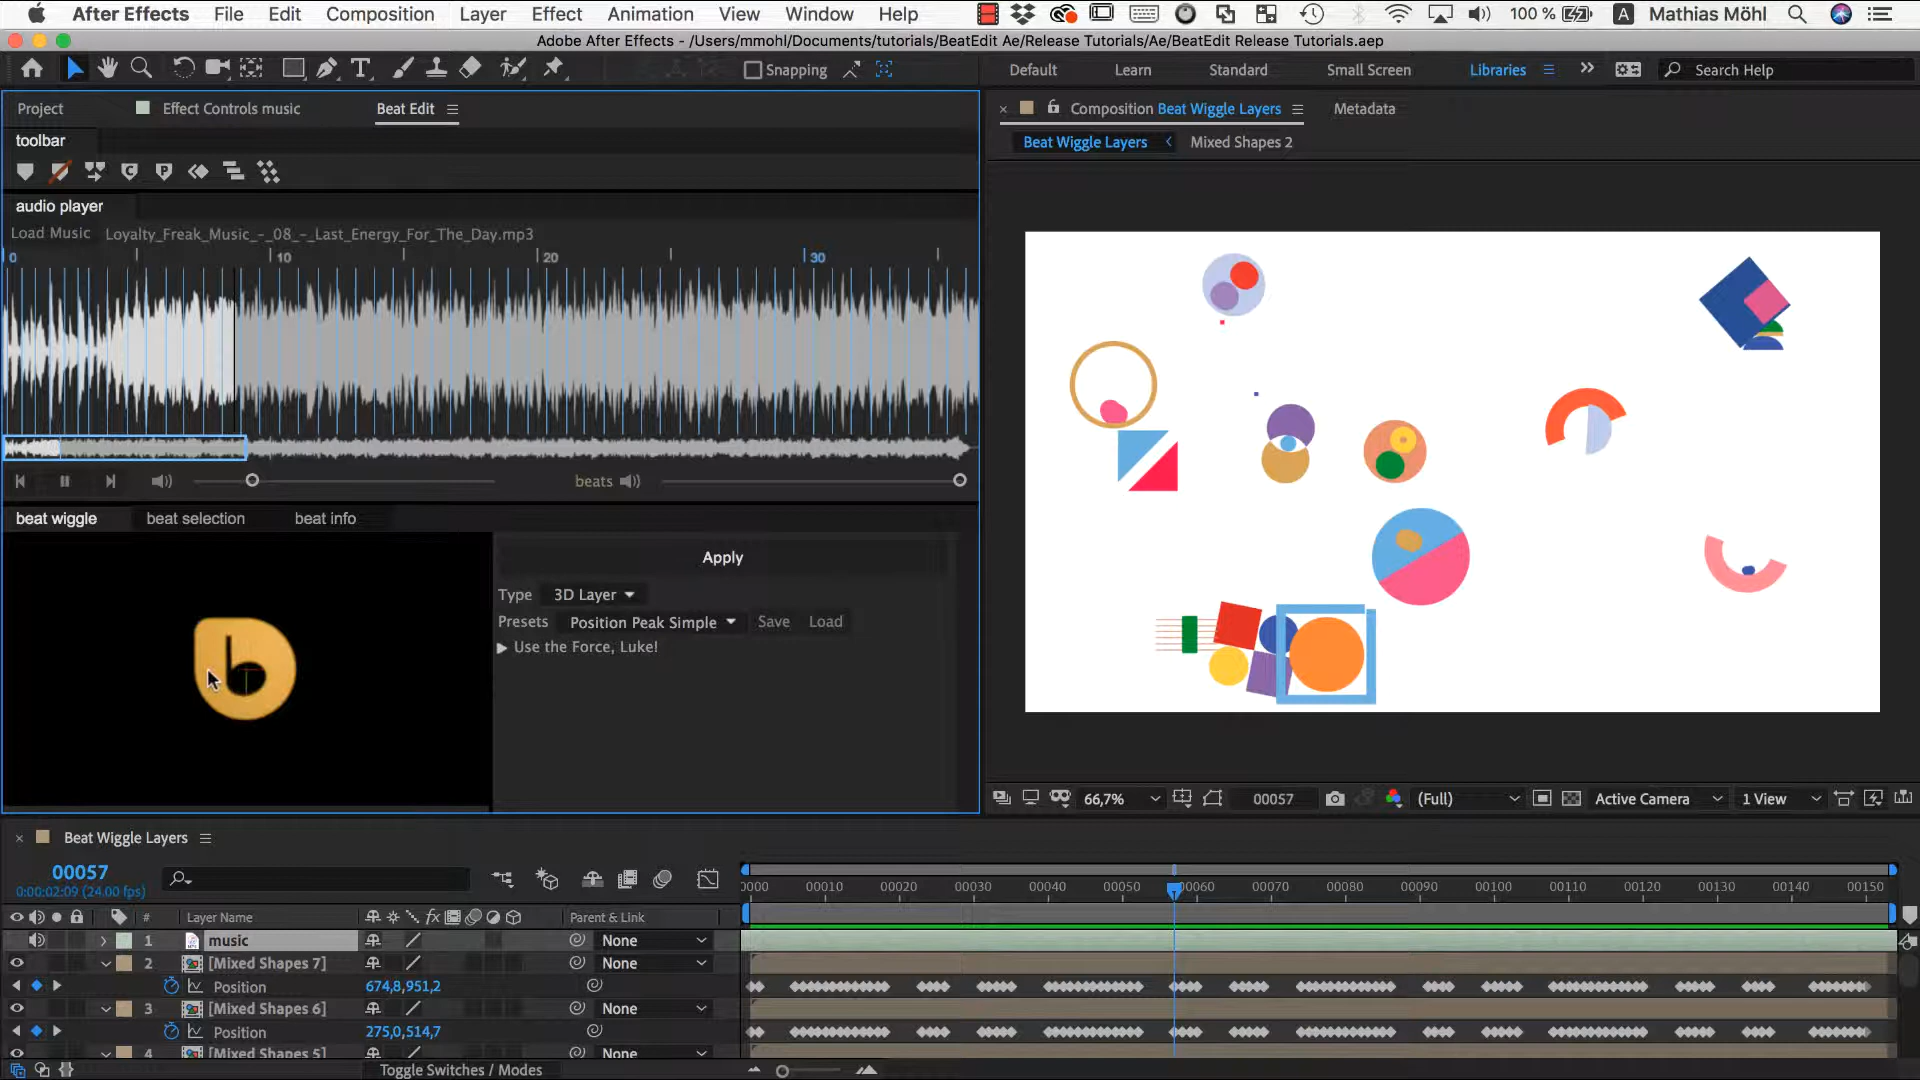 After Effects File Edit Composition Layer Effect Animation View Window Help 100 % A Mathias Möhl
Adobe After Effects - /Users/mmohl/Documents/tutorials/BeatEdit Ae/Release Tutorials/Ae/BeatEdit Release Tutorials.aep
Snapping Default Learn Standard Small Screen Libraries Search Help
Project Effect Controls music Beat Edit
Composition Beat Wiggle Layers Metadata
Beat Wiggle Layers Mixed Shapes 2
toolbar
audio player
Load Music Loyalty_Freak_Music_-_08_-_Last_Energy_For_The_Day.mp3
0 10 20 30
beats
beat wiggle beat selection beat info
b
Apply
Type 3D Layer
Presets Position Peak Simple Save Load
Use the Force, Luke!
66,7% 00057 (Full) Active Camera 1 View
Beat Wiggle Layers
00057
0:00:02:09 (24.00 fps)
0000 00010 00020 00030 00040 00050 00060 00070 00080 00090 00100 00110 00120 00130 00140 00150
# Layer Name fx Parent & Link
1 music None
2 [Mixed Shapes 7] None
Position 674,8,951,2
3 [Mixed Shapes 6] None
Position 275,0,514,7
4 [Mixed Shapes 5] None
Toggle Switches / Modes